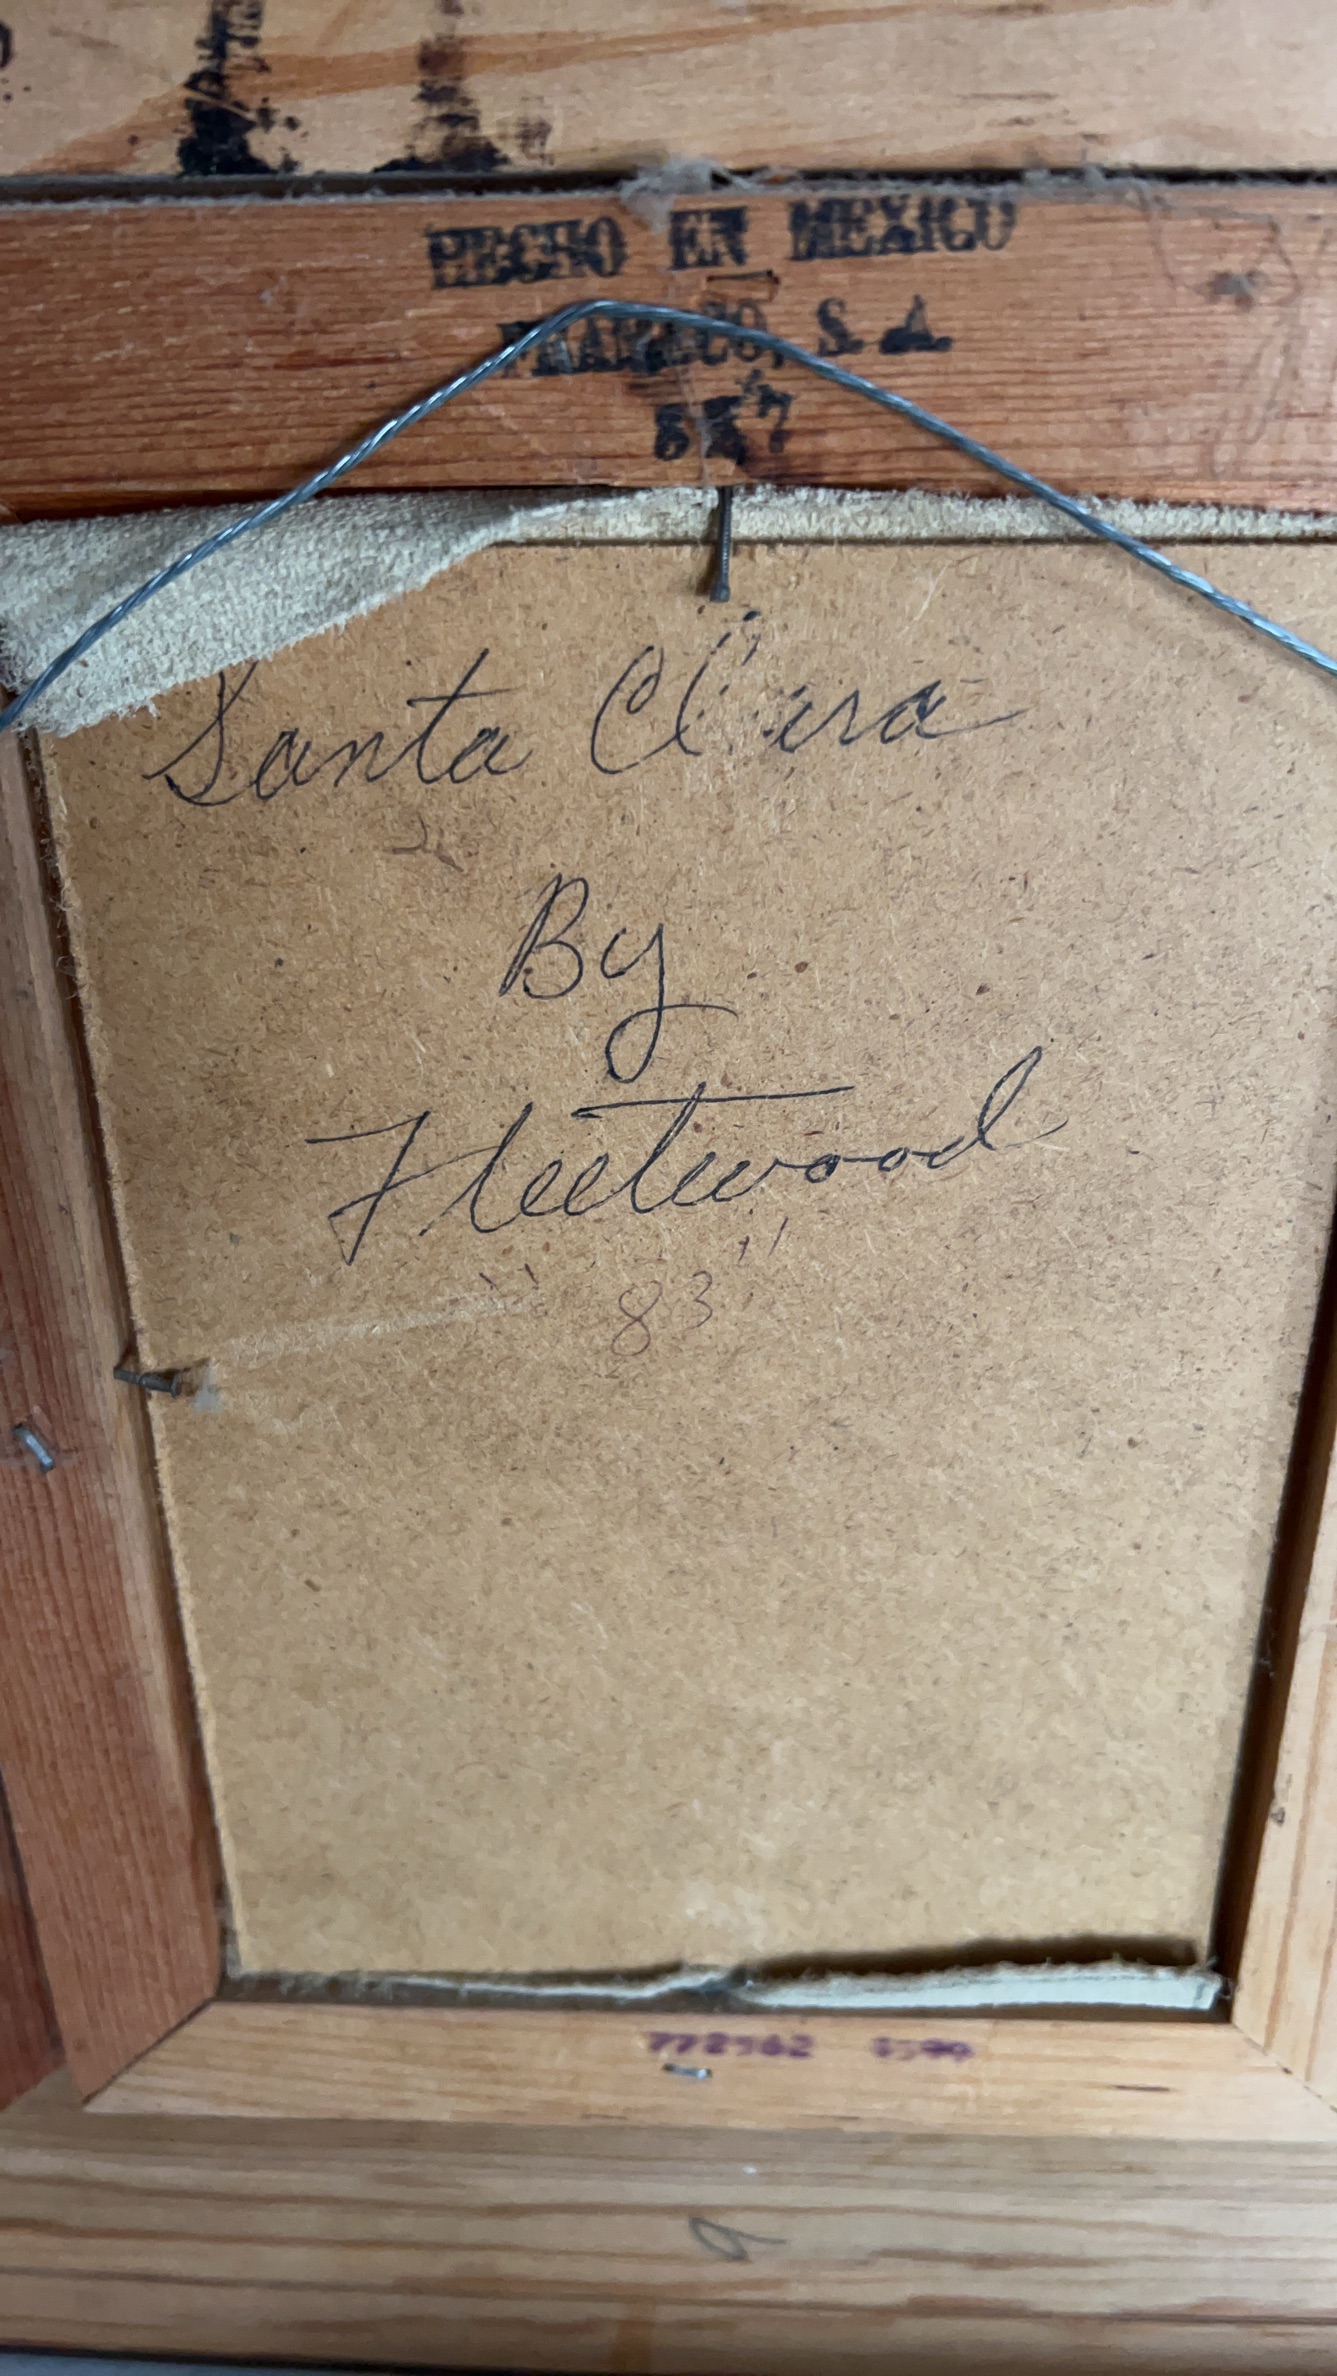 HECHO EN MEXICO
S. A.
Santa Clara
By
Fleetwood
"83"